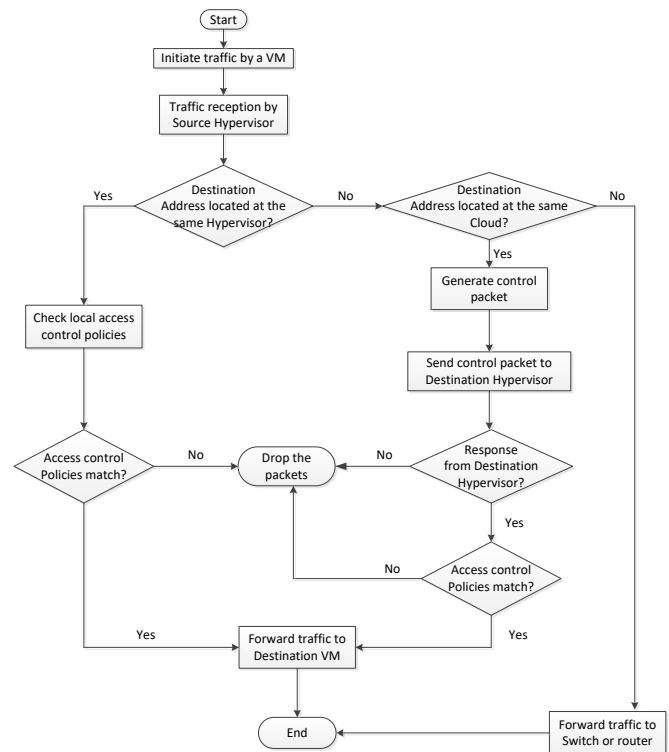 Start
Initiate traffic by a VM
Traffic reception by
Source Hypervisor
Yes
Destination
Address located at the
same Hypervisor?
No
Destination
Address located at the same
Cloud?
No
Yes
Generate control
packet
Check local access
control policies
Send control packet to
Destination Hypervisor
Access control
Policies match?
No
Drop the
packets
No
Response
from Destination
Hypervisor?
Yes
No
Access control
Policies match?
Yes
Forward traffic to
Destination VM
Yes
End
Forward traffic to
Switch or router